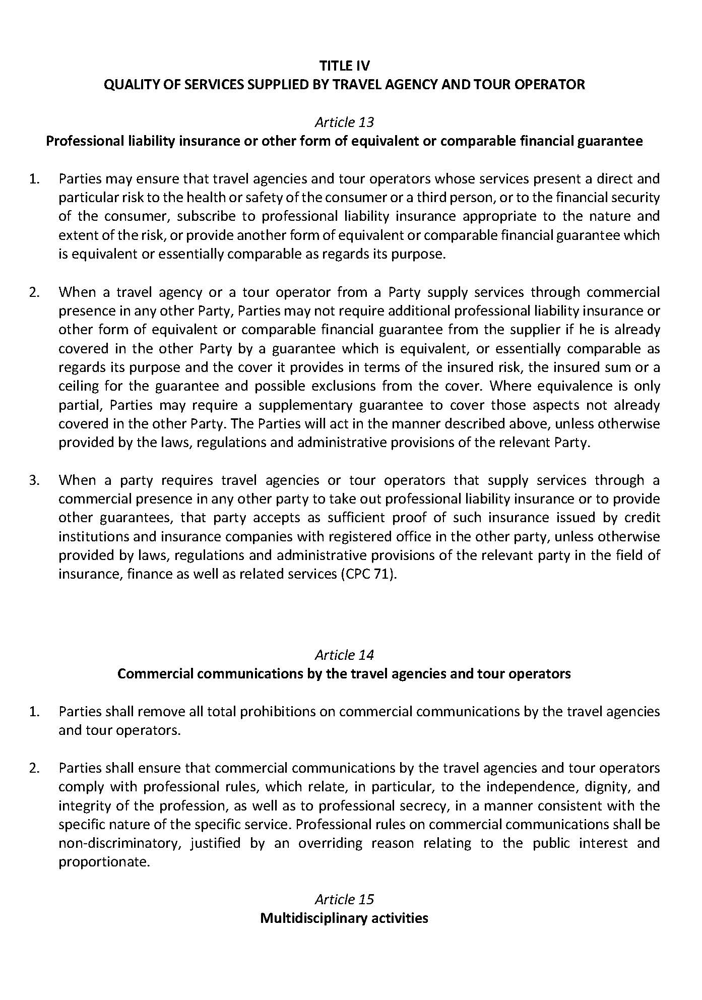 TITLE IV
QUALITY OF SERVICES SUPPLIED BY TRAVEL AGENCY AND TOUR OPERATOR
Article 13
Professional liability insurance or other form of equivalent or comparable financial guarantee
1. Parties may ensure that travel agencies and tour operators whose services present a direct and
particular risk to the health or safety of the consumer or a third person, or to the financial security
of the consumer, subscribe to professional liability insurance appropriate to the nature and
extent of the risk, or provide another form of equivalent or comparable financial guarantee which
is equivalent or essentially comparable as regards its purpose.
2. When a travel agency or a tour operator from a Party supply services through commercial
presence in any other Party, Parties may not require additional professional liability insurance or
other form of equivalent or comparable financial guarantee from the supplier if he is already
covered in the other Party by a guarantee which is equivalent, or essentially comparable as
regards its purpose and the cover it provides in terms of the insured risk, the insured sum or a
ceiling for the guarantee and possible exclusions from the cover. Where equivalence is only
partial, Parties may require a supplementary guarantee to cover those aspects not already
covered in the other Party. The Parties will act in the manner described above, unless otherwise
provided by the laws, regulations and administrative provisions of the relevant Party.
3. When a party requires travel agencies or tour operators that supply services through a
commercial presence in any other party to take out professional liability insurance or to provide
other guarantees, that party accepts as sufficient proof of such insurance issued by credit
institutions and insurance companies with registered office in the other party, unless otherwise
provided by laws, regulations and administrative provisions of the relevant party in the field of
insurance, finance as well as related services (CPC 71).
Article 14
Commercial communications by the travel agencies and tour operators
1. Parties shall remove all total prohibitions on commercial communications by the travel agencies
and tour operators.
2. Parties shall ensure that commercial communications by the travel agencies and tour operators
comply with professional rules, which relate, in particular, to the independence, dignity, and
integrity of the profession, as well as to professional secrecy, in a manner consistent with the
specific nature of the specific service. Professional rules on commercial communications shall be
non-discriminatory, justified by an overriding reason relating to the public interest and
proportionate.
Article 15
Multidisciplinary activities